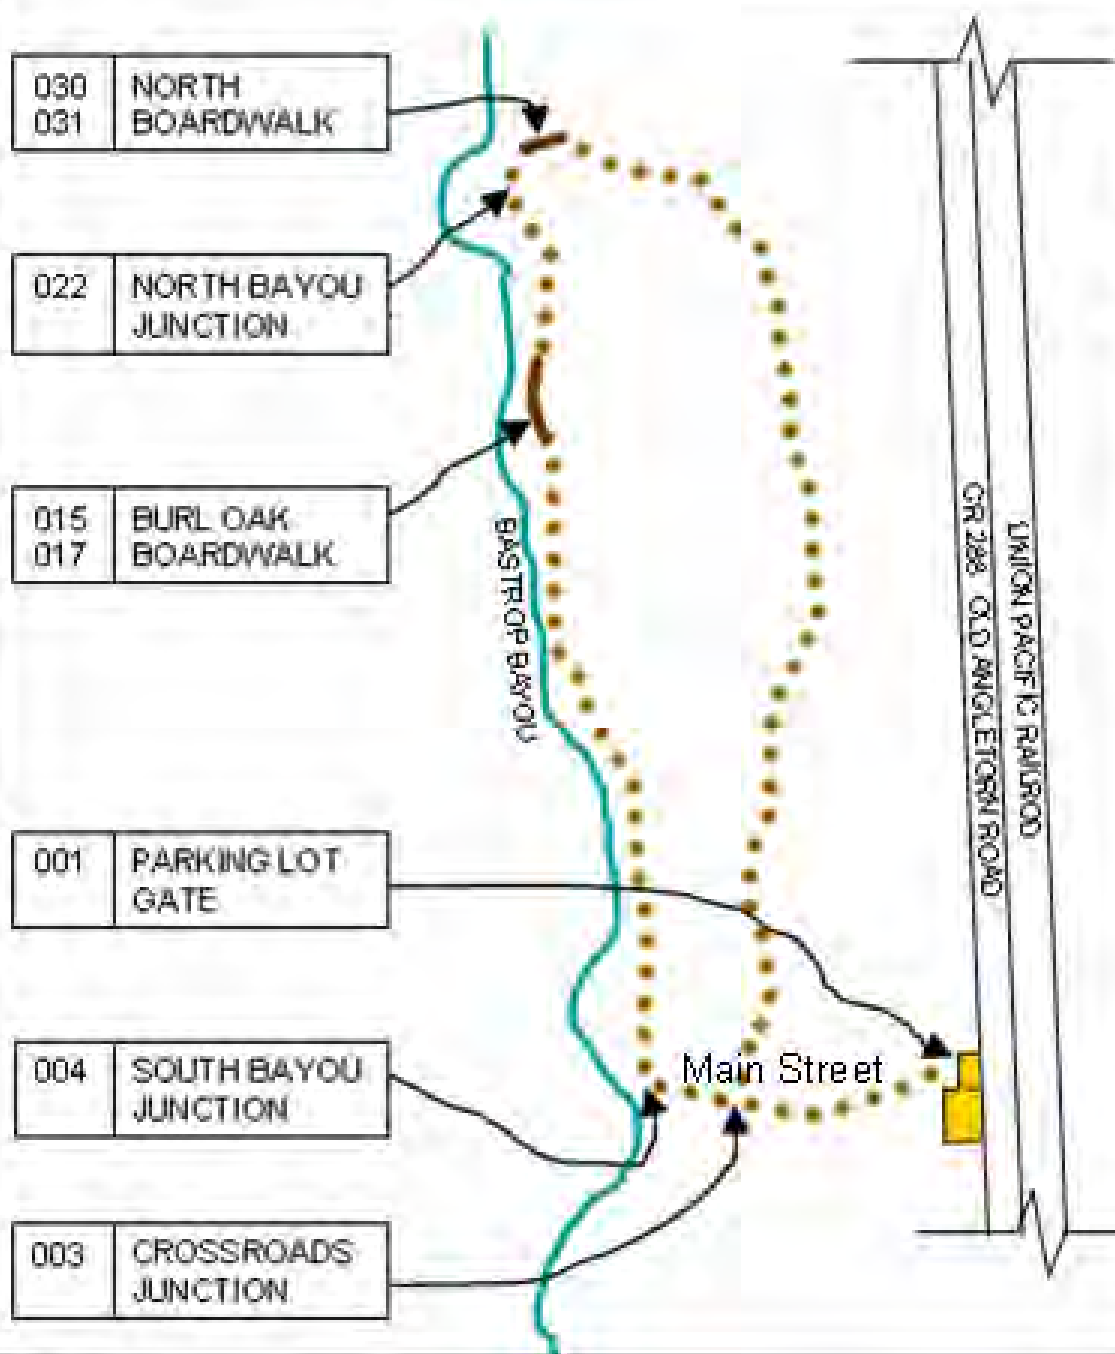 030 NORTH
031 BOARDWALK
022 NORTH BAYOU
JUNCTION
015 BURL OAK
017 BOARDWALK
BASTROP BAYOU
CR 288 OLD ANGLETORN ROAD
UNION PACIFIC RAILROD
001 PARKING LOT
GATE
004 SOUTH BAYOU
JUNCTION
Main Street
003 CROSSROADS
JUNCTION